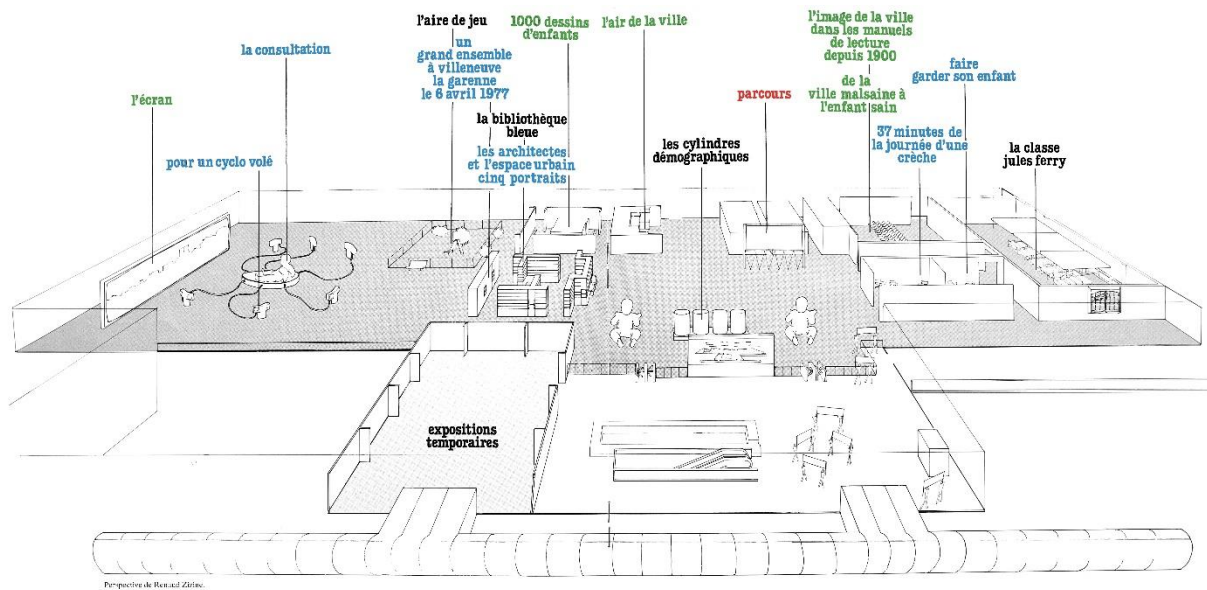 l'écran
pour un cyclo volé
la consultation
l'aire de jeu
un
grand ensemble
à villeneuve
la garenne
le 6 avril 1977
la bibliothèque
bleue
les architectes
et l'espace urbain
cinq portraits
1000 dessins
d'enfants
l'air de la ville
les cylindres
démographiques
parcours
l'image de la ville
dans les manuels
de lecture
depuis 1900
de la
ville malsaine à
l'enfant sain
37 minutes de
la journée d'une
crèche
faire
garder son enfant
la classe
jules ferry
expositions
temporaires
Perspective de Renaud